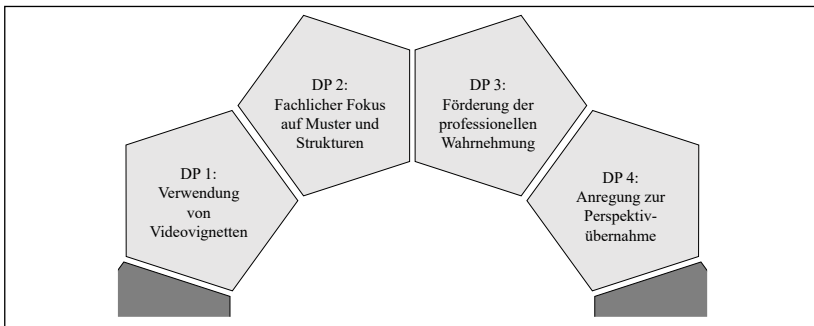 DP 1:
Verwendung
von
Videovignetten
DP 2:
Fachlicher Fokus
auf Muster und
Strukturen
DP 3:
Förderung der
professionellen
Wahrnehmung
DP 4:
Anregung zur
Perspektiv-
übernahme